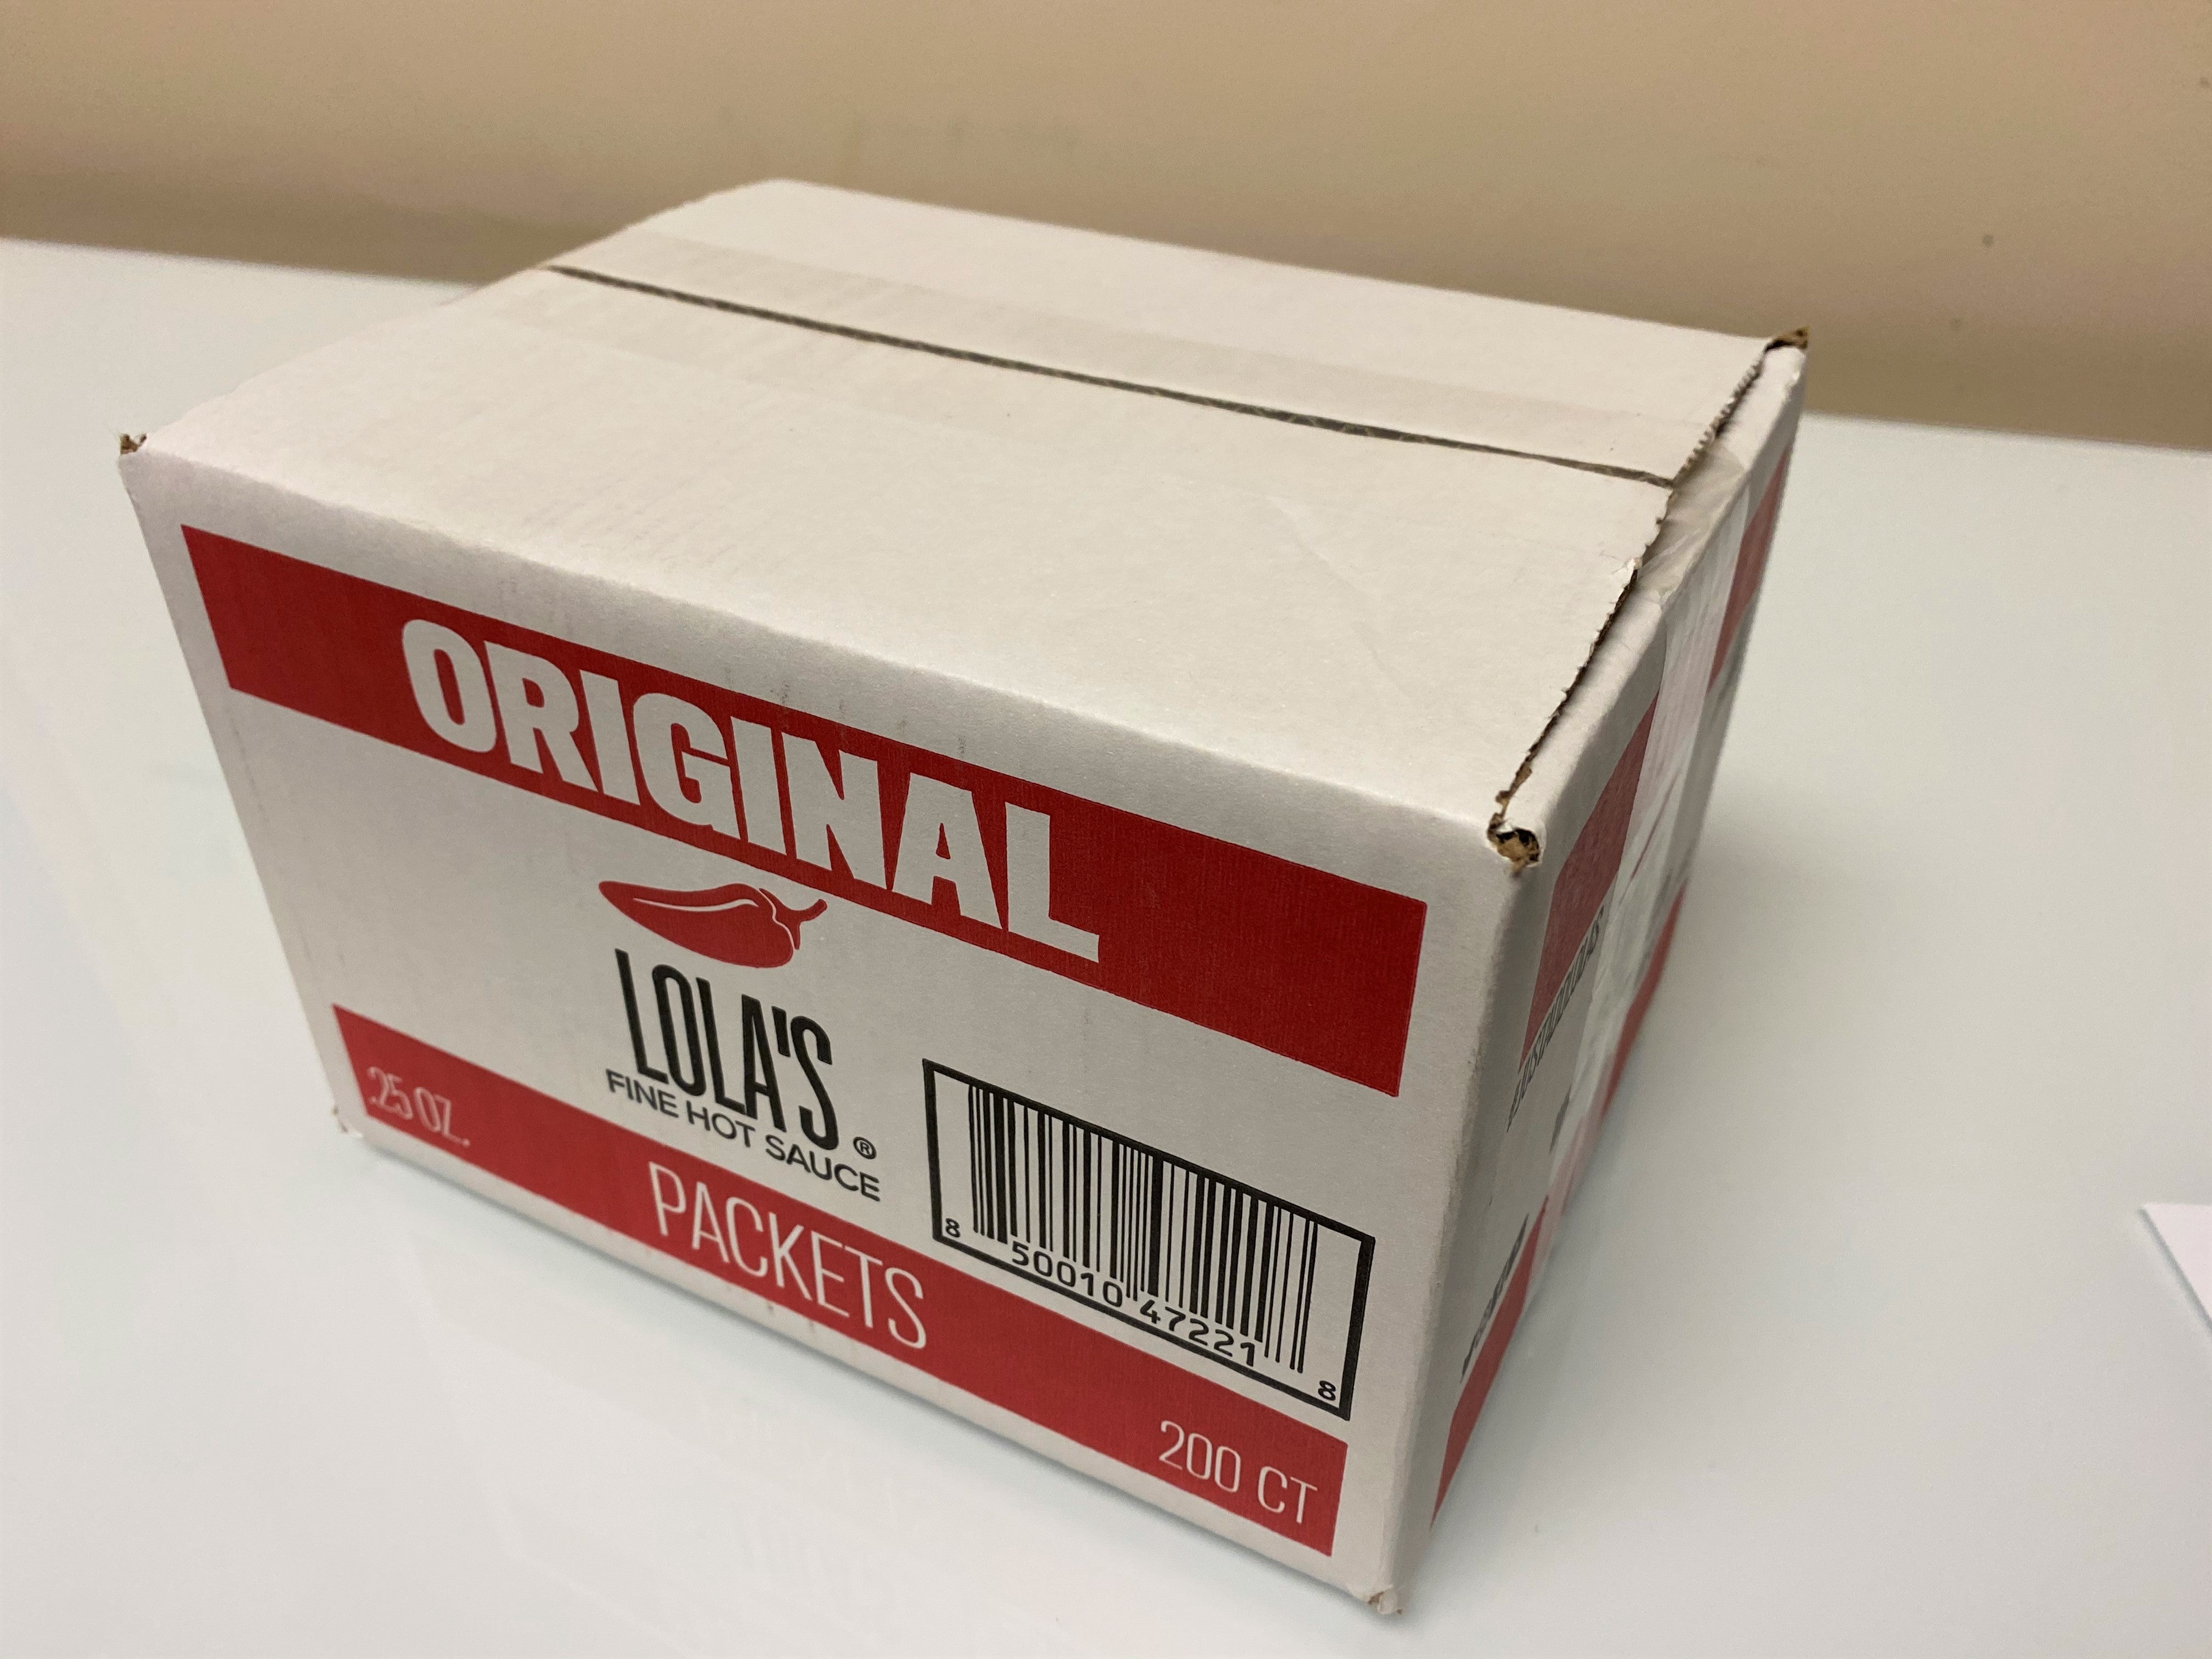 ORIGINAL
LOLA'S
FINE HOT SAUCE ®
8 50010 47221 8
.25 OZ.
PACKETS
200 CT